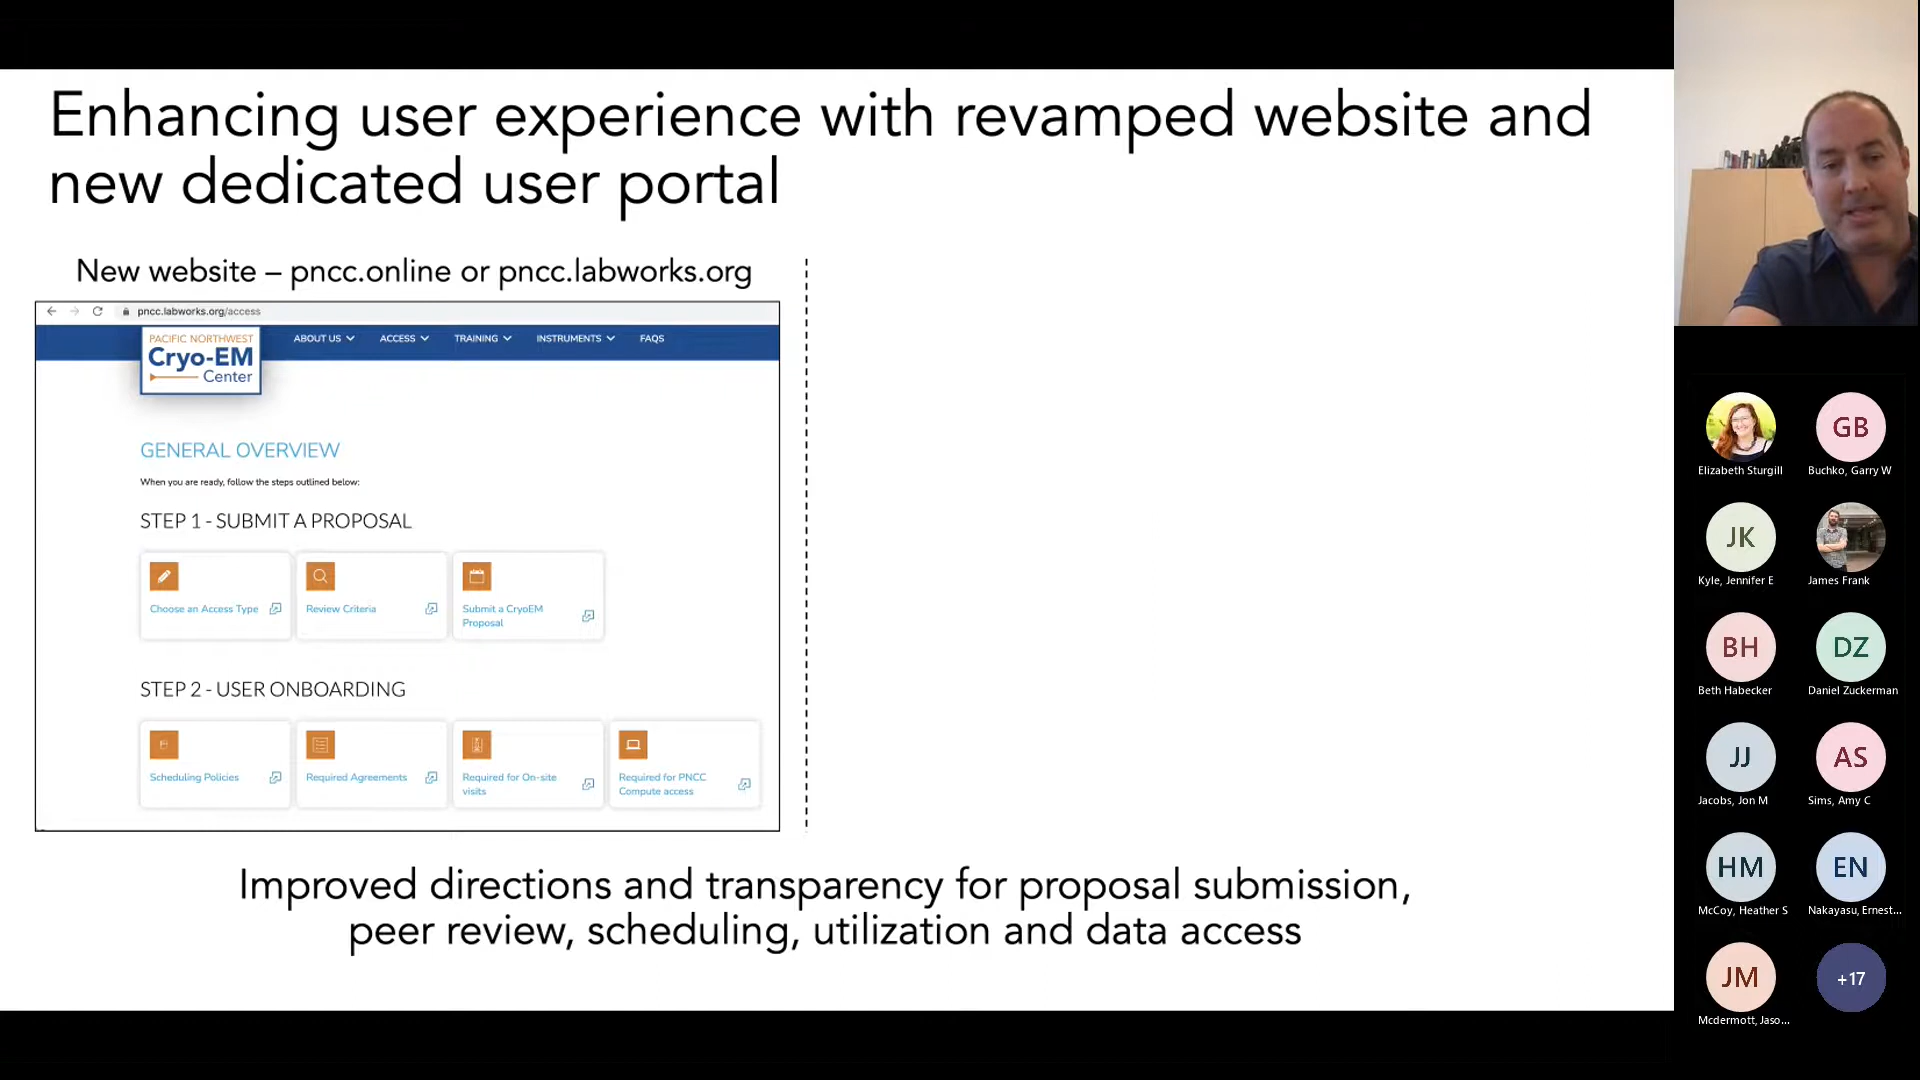 Enhancing user experience with revamped website and
new dedicated user portal
New website – pncc.online or pncc.labworks.org
pncc.labworks.org/access
PACIFIC NORTHWEST
Cryo-EM
Center
ABOUT US
ACCESS
TRAINING
INSTRUMENTS
FAQS
GENERAL OVERVIEW
When you are ready, follow the steps outlined below:
STEP 1 - SUBMIT A PROPOSAL
Choose an Access Type
Review Criteria
Submit a CryoEM
Proposal
STEP 2 - USER ONBOARDING
Scheduling Policies
Required Agreements
Required for On-site
visits
Required for PNCC
Compute access
Improved directions and transparency for proposal submission,
peer review, scheduling, utilization and data access
Elizabeth Sturgill
GB
Buchko, Garry W
JK
Kyle, Jennifer E
James Frank
BH
Beth Habecker
DZ
Daniel Zuckerman
JJ
Jacobs, Jon M
AS
Sims, Amy C
HM
McCoy, Heather S
EN
Nakayasu, Ernest...
JM
Mcdermott, Jaso...
+17